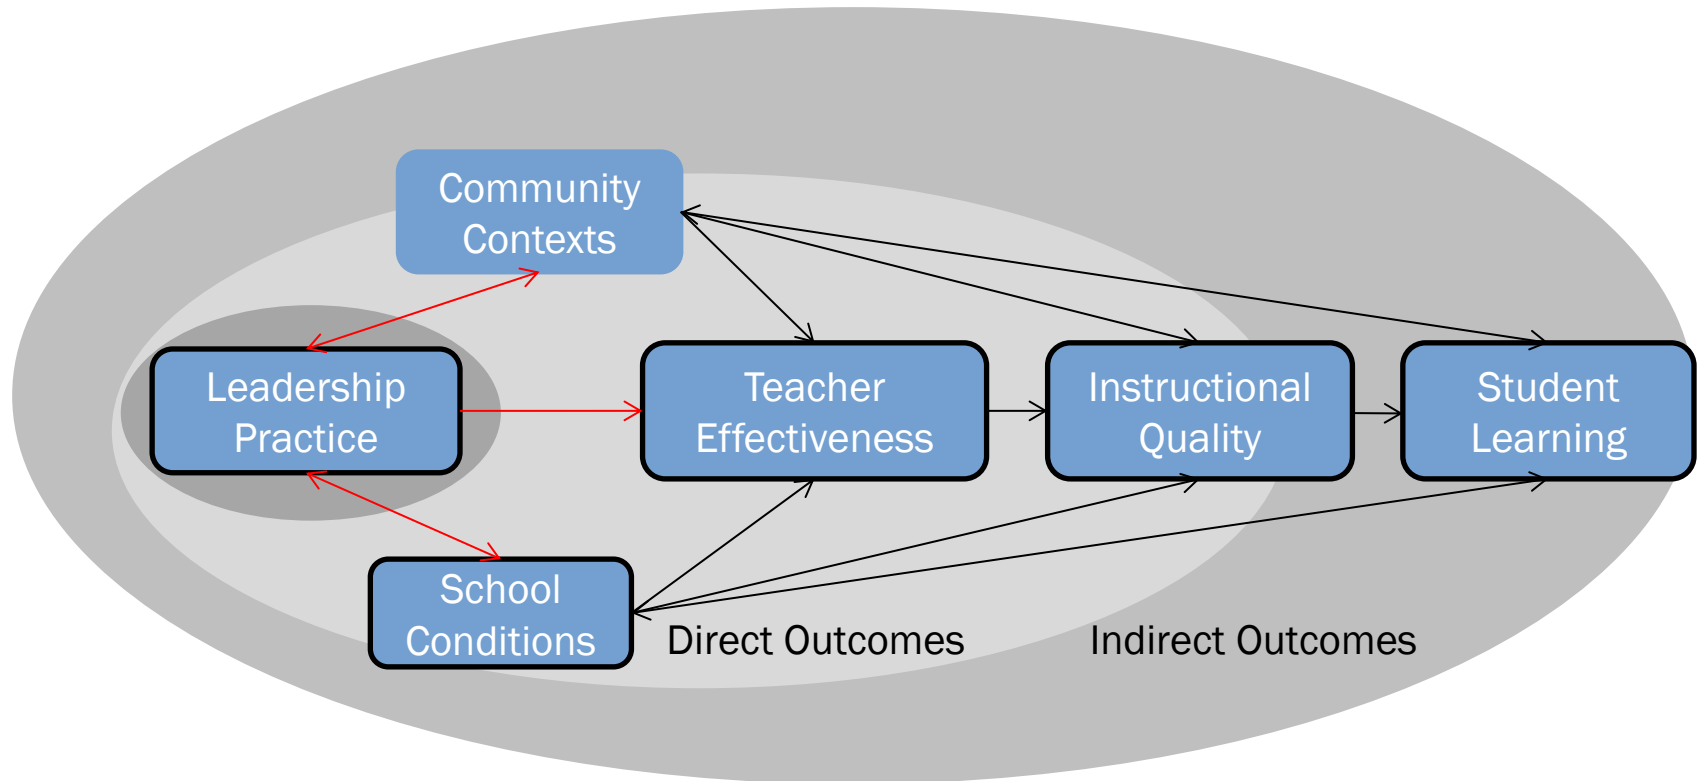 Community
Contexts
Leadership
Practice
Teacher
Effectiveness
Instructional
Quality
Student
Learning
School
Conditions
Direct Outcomes
Indirect Outcomes